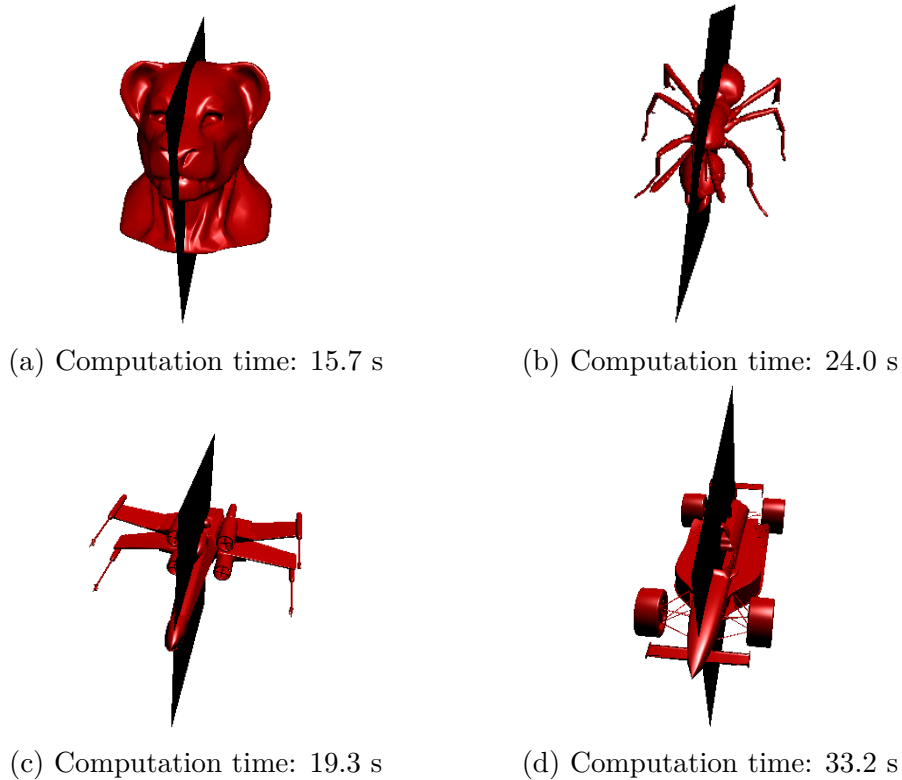 (a) Computation time: 15.7 s
(b) Computation time: 24.0 s
(c) Computation time: 19.3 s
(d) Computation time: 33.2 s